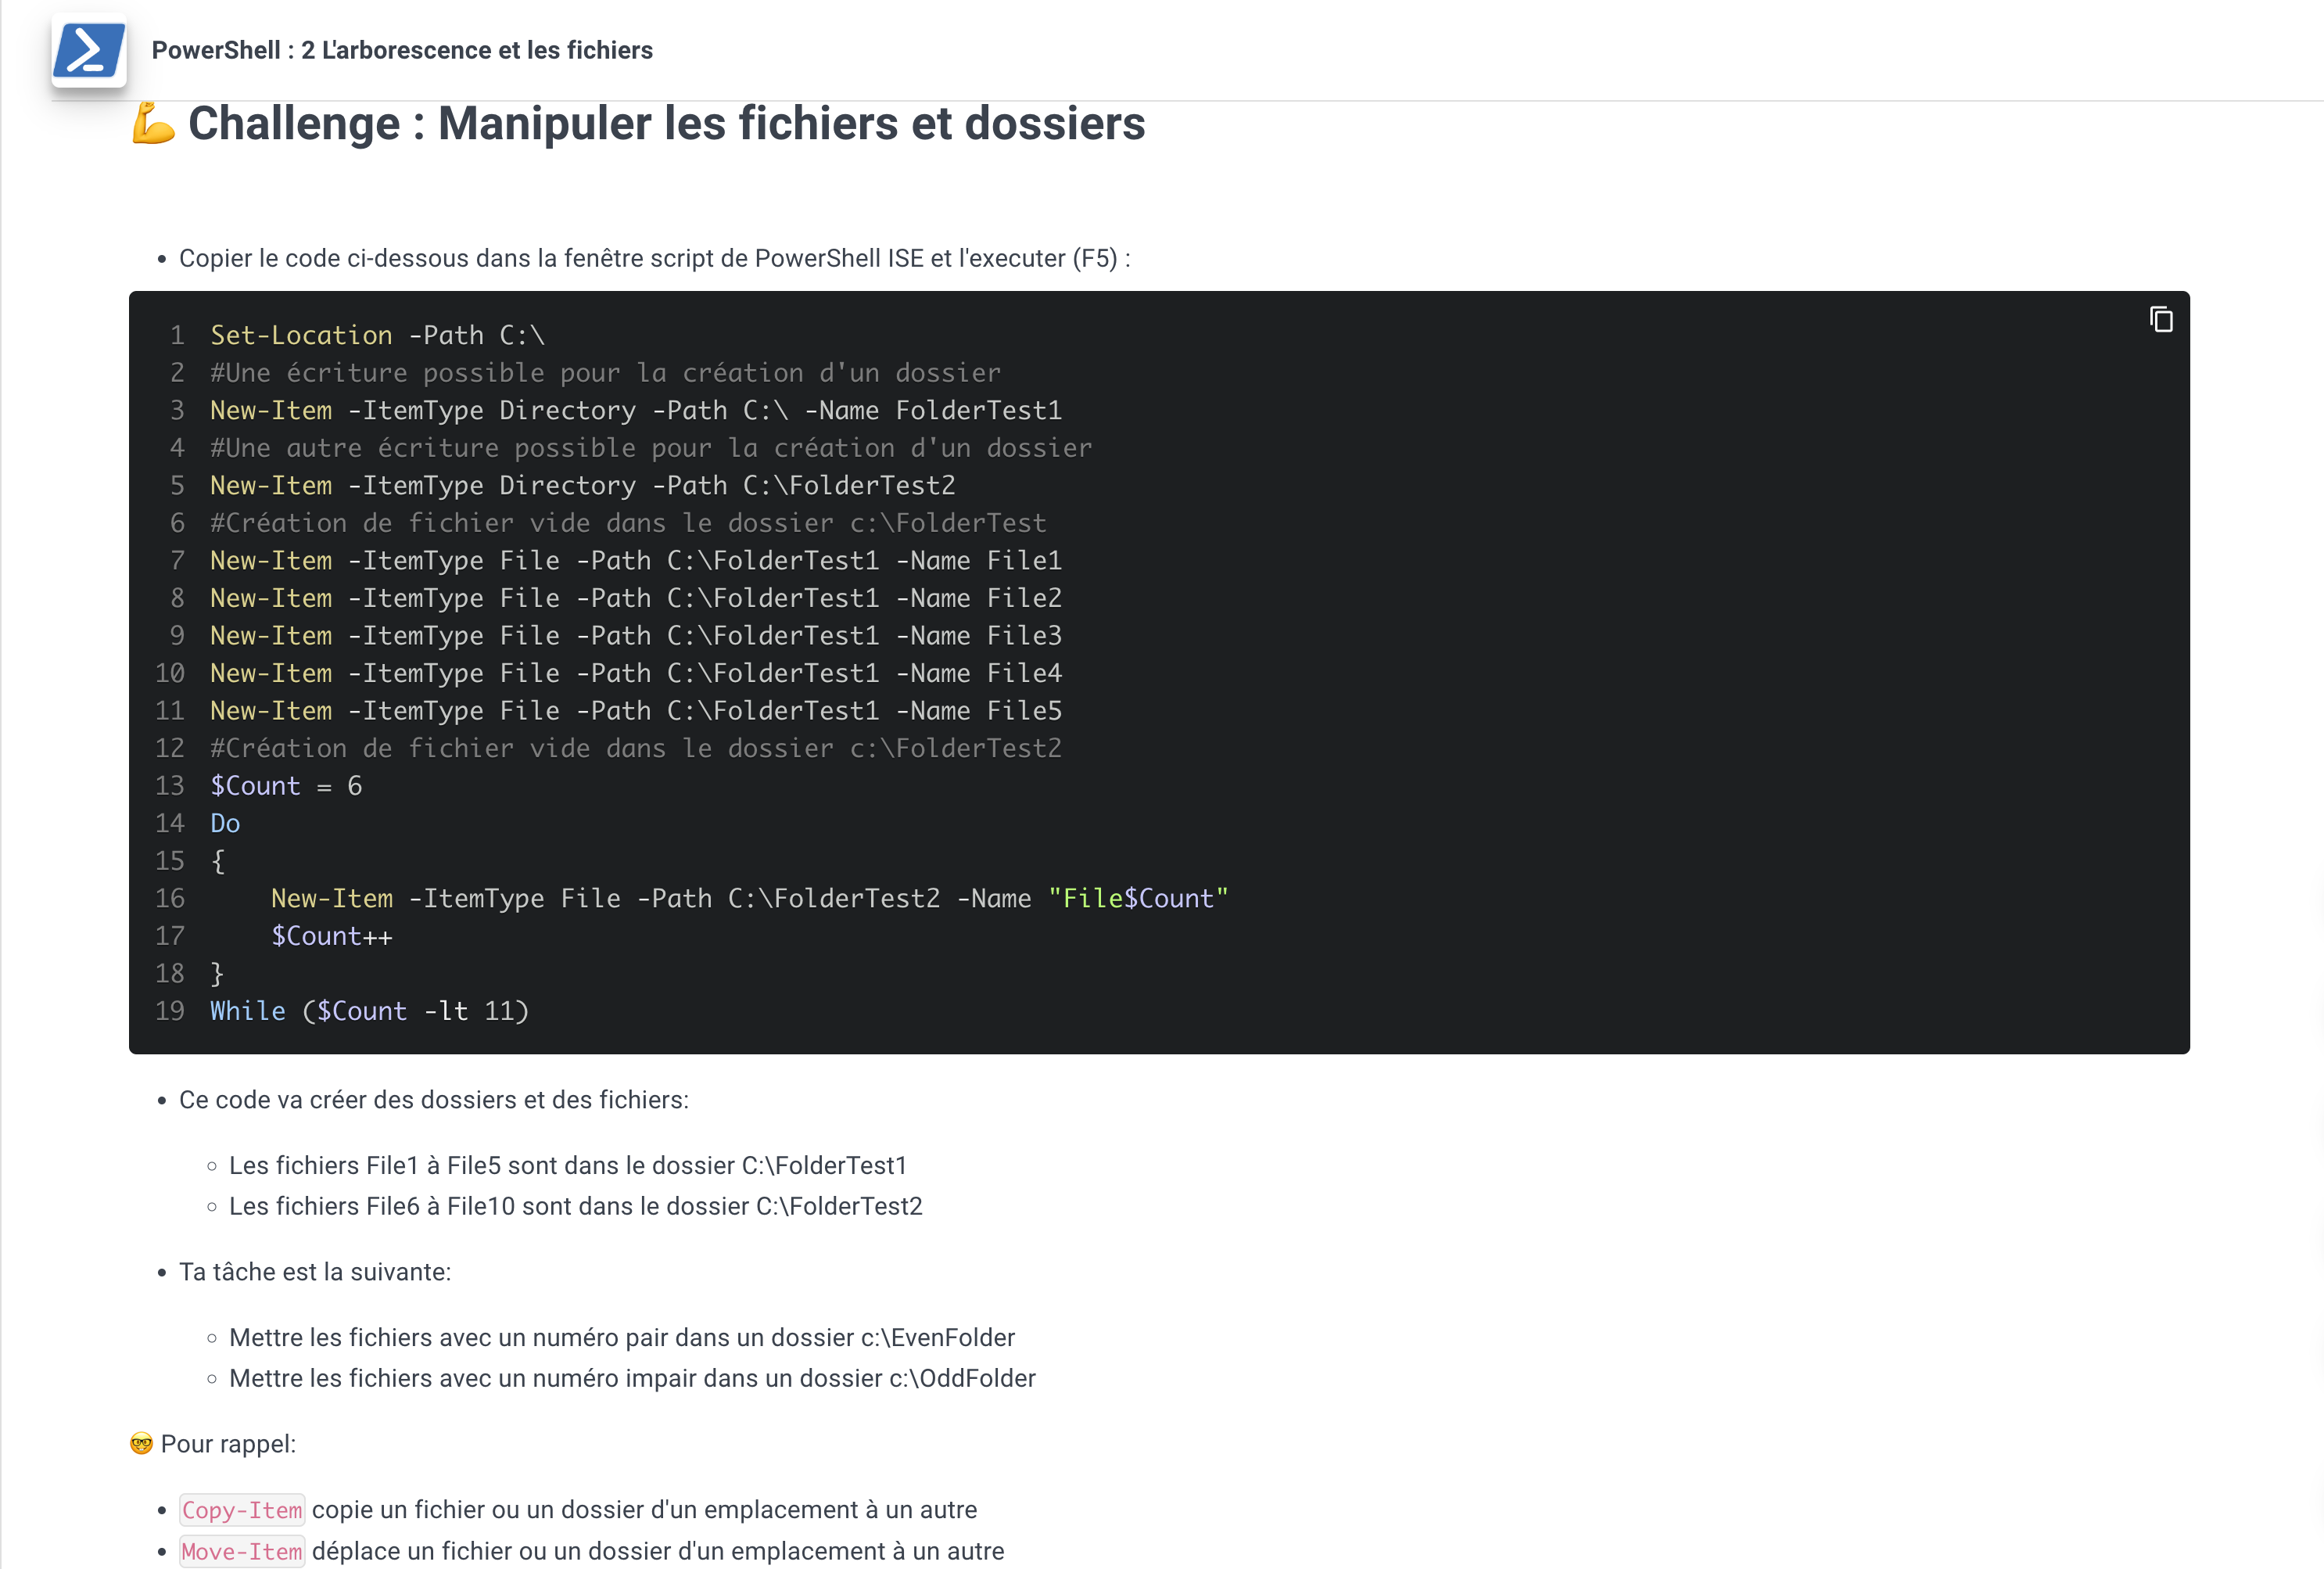 PowerShell : 2 L'arborescence et les fichiers
💪 Challenge : Manipuler les fichiers et dossiers
• Copier le code ci-dessous dans la fenêtre script de PowerShell ISE et l'executer (F5) :
1 Set-Location -Path C:\
2 #Une écriture possible pour la création d'un dossier
3 New-Item -ItemType Directory -Path C:\ -Name FolderTest1
4 #Une autre écriture possible pour la création d'un dossier
5 New-Item -ItemType Directory -Path C:\FolderTest2
6 #Création de fichier vide dans le dossier c:\FolderTest
7 New-Item -ItemType File -Path C:\FolderTest1 -Name File1
8 New-Item -ItemType File -Path C:\FolderTest1 -Name File2
9 New-Item -ItemType File -Path C:\FolderTest1 -Name File3
10 New-Item -ItemType File -Path C:\FolderTest1 -Name File4
11 New-Item -ItemType File -Path C:\FolderTest1 -Name File5
12 #Création de fichier vide dans le dossier c:\FolderTest2
13 $Count = 6
14 Do
15 {
16     New-Item -ItemType File -Path C:\FolderTest2 -Name "File$Count"
17     $Count++
18 }
19 While ($Count -lt 11)
• Ce code va créer des dossiers et des fichiers:
◦ Les fichiers File1 à File5 sont dans le dossier C:\FolderTest1
◦ Les fichiers File6 à File10 sont dans le dossier C:\FolderTest2
• Ta tâche est la suivante:
◦ Mettre les fichiers avec un numéro pair dans un dossier c:\EvenFolder
◦ Mettre les fichiers avec un numéro impair dans un dossier c:\OddFolder
🤓 Pour rappel:
• Copy-Item copie un fichier ou un dossier d'un emplacement à un autre
• Move-Item déplace un fichier ou un dossier d'un emplacement à un autre